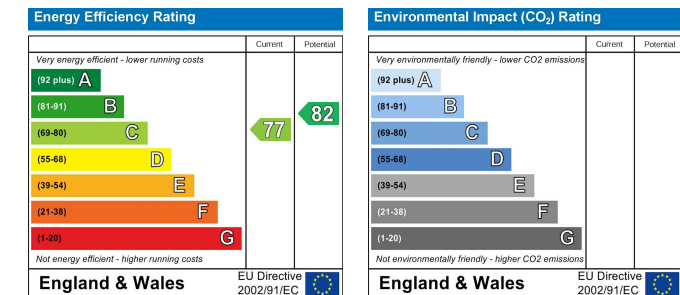 Energy Efficiency Rating
Current Potential
Very energy efficient - lower running costs
(92 plus) A
(81-91) B
(69-80) C
(55-68) D
(39-54) E
(21-38) F
(1-20) G
77
82
Not energy efficient - higher running costs
England & Wales
EU Directive
2002/91/EC
Environmental Impact (CO₂) Rating
Current Potential
Very environmentally friendly - lower CO2 emissions
(92 plus) A
(81-91) B
(69-80) C
(55-68) D
(39-54) E
(21-38) F
(1-20) G
Not environmentally friendly - higher CO2 emissions
England & Wales
EU Directive
2002/91/EC